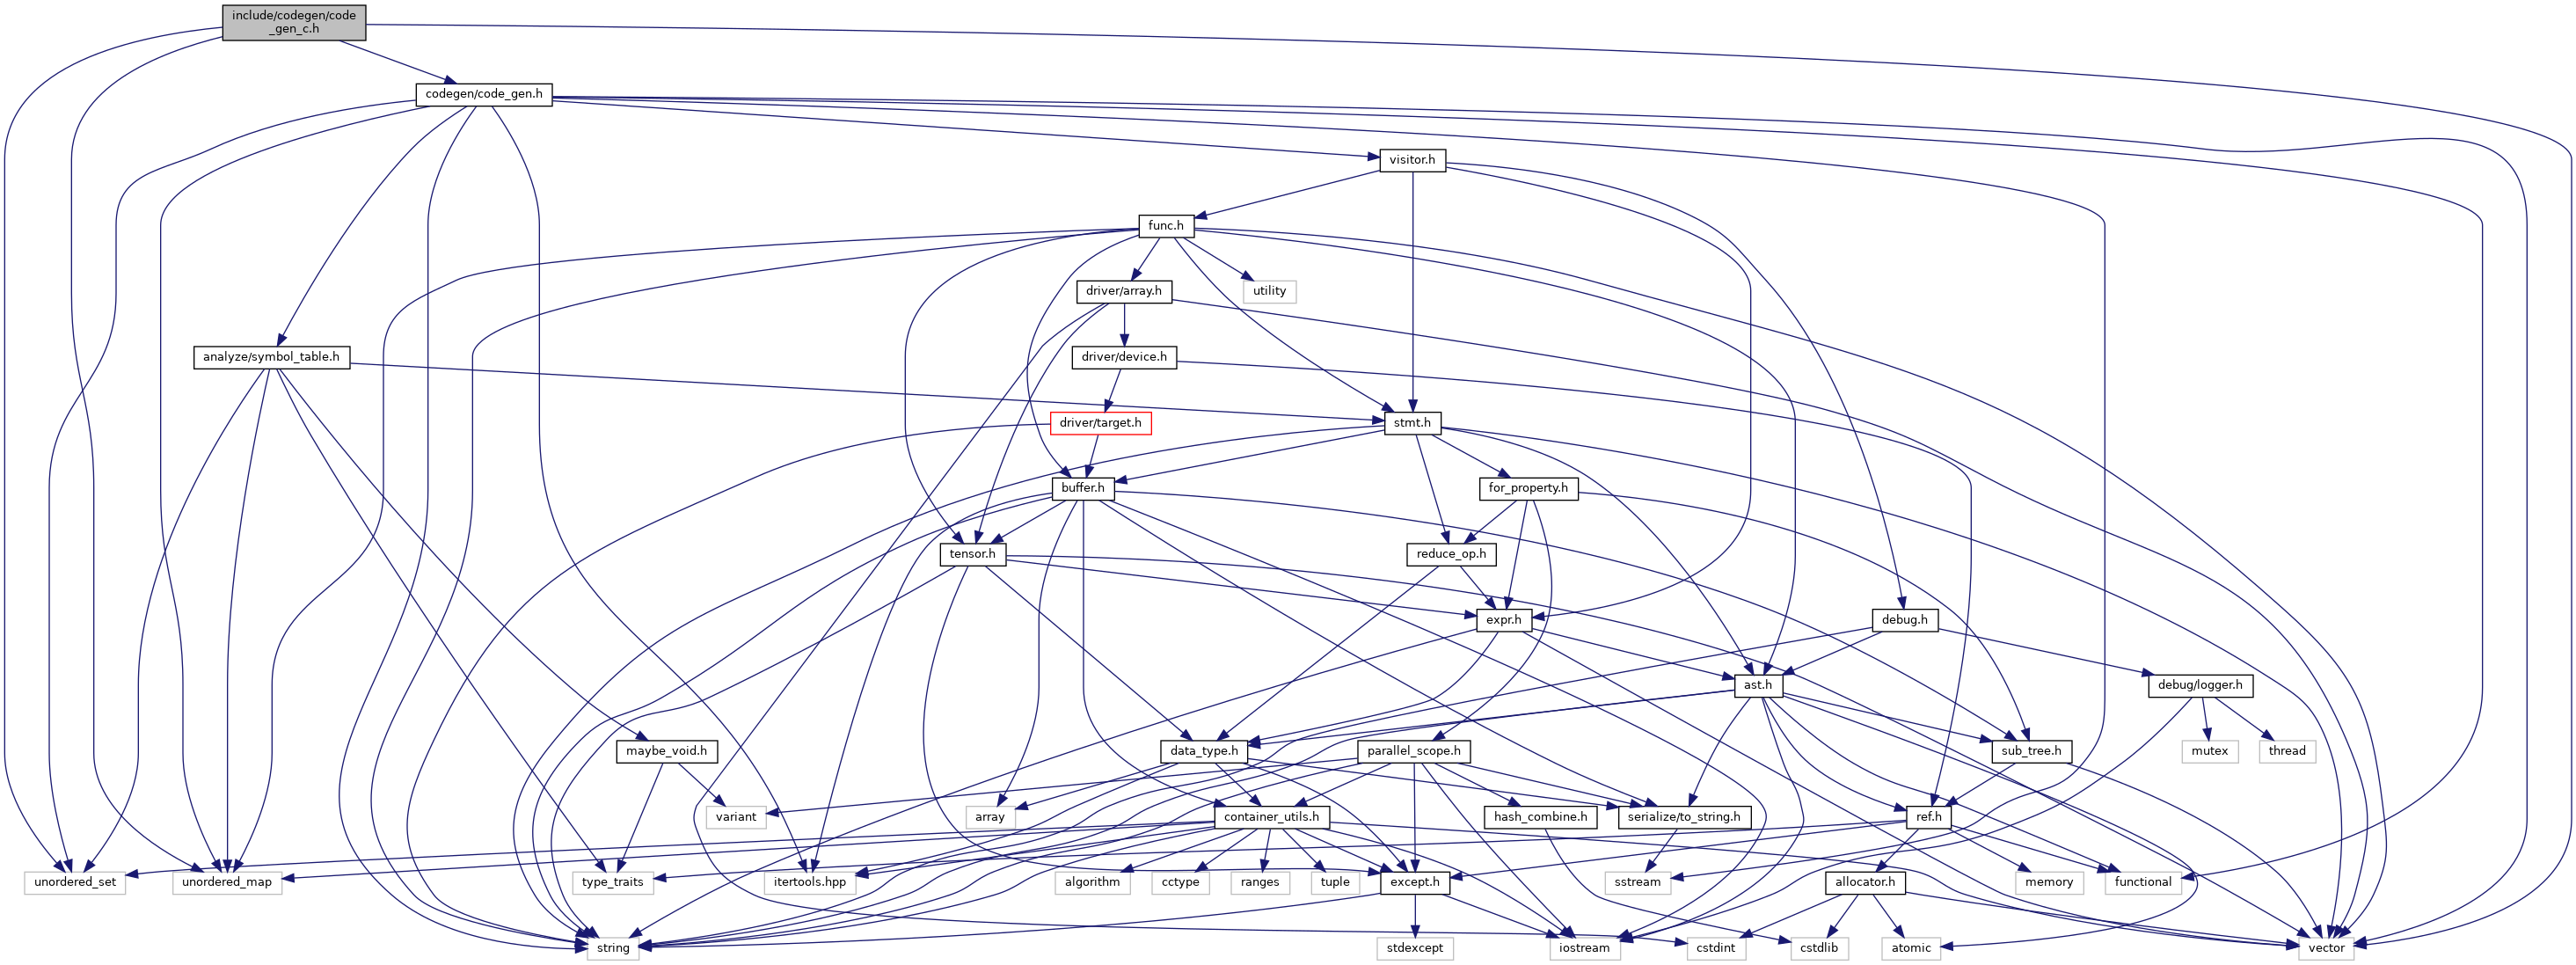 include/codegen/code
_gen_c.h
codegen/code_gen.h
visitor.h
func.h
driver/array.h
utility
analyze/symbol_table.h
driver/device.h
driver/target.h
stmt.h
buffer.h
for_property.h
tensor.h
reduce_op.h
expr.h
debug.h
ast.h
debug/logger.h
maybe_void.h
data_type.h
parallel_scope.h
sub_tree.h
mutex
thread
variant
array
container_utils.h
hash_combine.h
serialize/to_string.h
ref.h
unordered_set
unordered_map
type_traits
itertools.hpp
algorithm
cctype
ranges
tuple
except.h
sstream
allocator.h
memory
functional
string
stdexcept
iostream
cstdint
cstdlib
atomic
vector